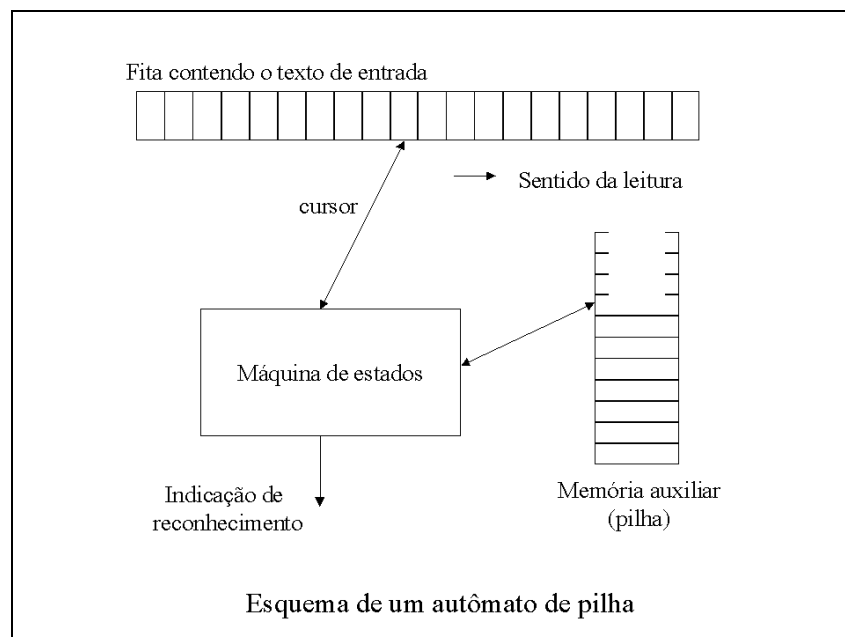 Fita contendo o texto de entrada
Sentido da leitura
cursor
Máquina de estados
Indicação de
reconhecimento
Memória auxiliar
(pilha)
Esquema de um autômato de pilha